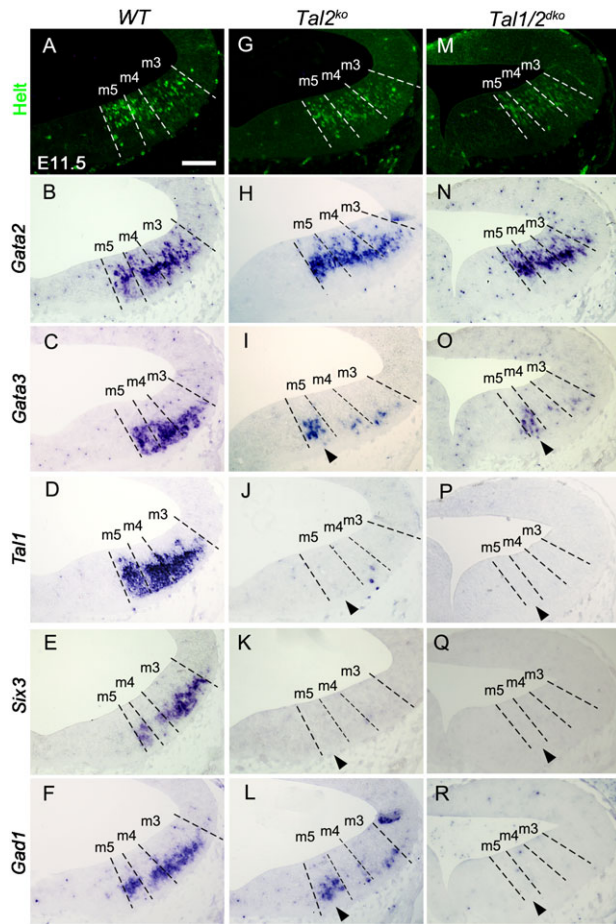 WT Tal2ko Tal1/2dko
Helt
A G M
m3 m3 m3
m4 m4 m4
m5 m5 m5
E11.5
Gata2
B H N
m3 m3 m3
m4 m4 m4
m5 m5 m5
Gata3
C I O
m3 m3 m3
m4 m4 m4
m5 m5 m5
Tal1
D J P
m3 m3 m3
m4 m4 m4
m5 m5 m5
Six3
E K Q
m3 m3 m3
m4 m4 m4
m5 m5 m5
Gad1
F L R
m3 m3 m3
m4 m4 m4
m5 m5 m5